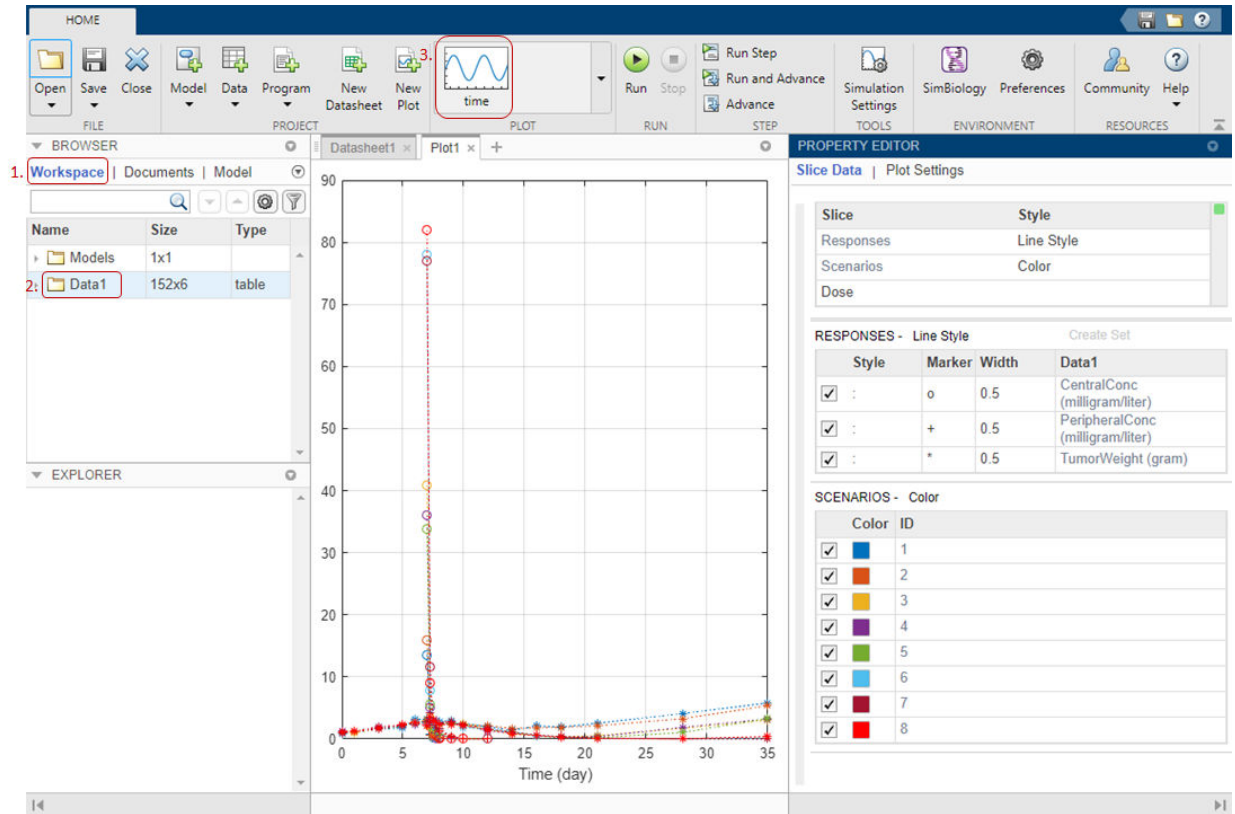 HOME
3.
Open Save Close Model Data Program New Datasheet New Plot time Run Stop Run Step
Run and Advance
Advance
Simulation Settings SimBiology Preferences Community Help
FILE PROJECT PLOT RUN STEP TOOLS ENVIRONMENT RESOURCES
BROWSER
1. Workspace | Documents | Model
Name Size Type
Models 1x1
2. Data1 152x6 table
EXPLORER
Datasheet1 × Plot1 × +
90
80
70
60
50
40
30
20
10
0
0 5 10 15 20 25 30 35
Time (day)
PROPERTY EDITOR
Slice Data | Plot Settings
Slice Style
Responses Line Style
Scenarios Color
Dose
RESPONSES - Line Style Create Set
Style Marker Width Data1
: o 0.5 CentralConc
(milligram/liter)
: + 0.5 PeripheralConc
(milligram/liter)
: * 0.5 TumorWeight (gram)
SCENARIOS - Color
Color ID
1
2
3
4
5
6
7
8